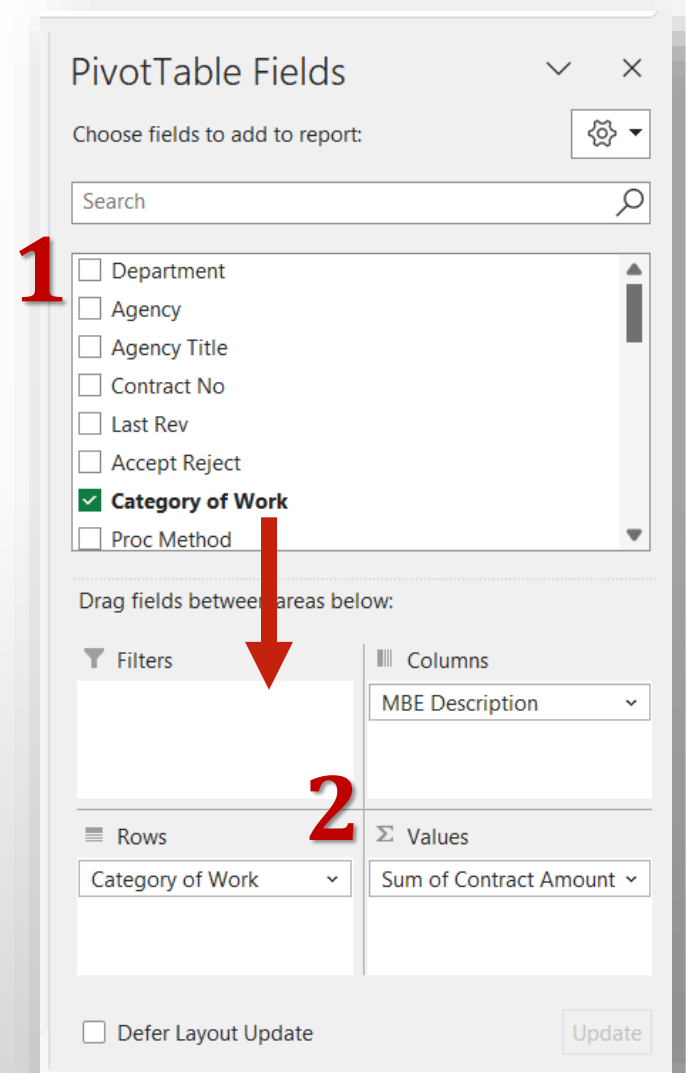 PivotTable Fields
Choose fields to add to report:
Search
1
Department
Agency
Agency Title
Contract No
Last Rev
Accept Reject
Category of Work
Proc Method
Drag fields between areas below:
Filters
Columns
MBE Description
2
Rows
Σ Values
Category of Work
Sum of Contract Amount
Defer Layout Update
Update